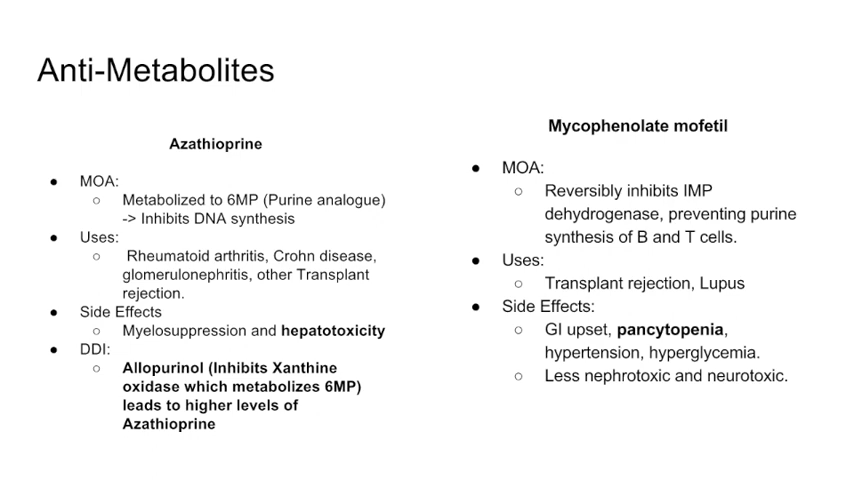 Anti-Metabolites
Azathioprine
● MOA:
○ Metabolized to 6MP (Purine analogue)
-> Inhibits DNA synthesis
● Uses:
○ Rheumatoid arthritis, Crohn disease,
glomerulonephritis, other Transplant
rejection.
● Side Effects
○ Myelosuppression and hepatotoxicity
● DDI:
○ Allopurinol (Inhibits Xanthine
oxidase which metabolizes 6MP)
leads to higher levels of
Azathioprine
Mycophenolate mofetil
● MOA:
○ Reversibly inhibits IMP
dehydrogenase, preventing purine
synthesis of B and T cells.
● Uses:
○ Transplant rejection, Lupus
● Side Effects:
○ GI upset, pancytopenia,
hypertension, hyperglycemia.
○ Less nephrotoxic and neurotoxic.